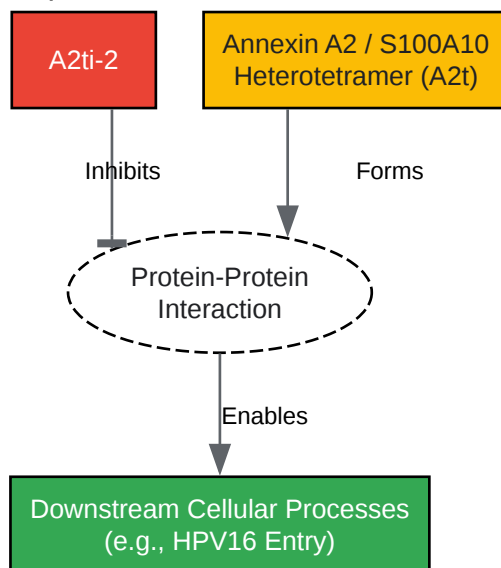 A2ti-2
Annexin A2 / S100A10
Heterotetramer (A2t)
Inhibits
Forms
Protein-Protein
Interaction
Enables
Downstream Cellular Processes
(e.g., HPV16 Entry)